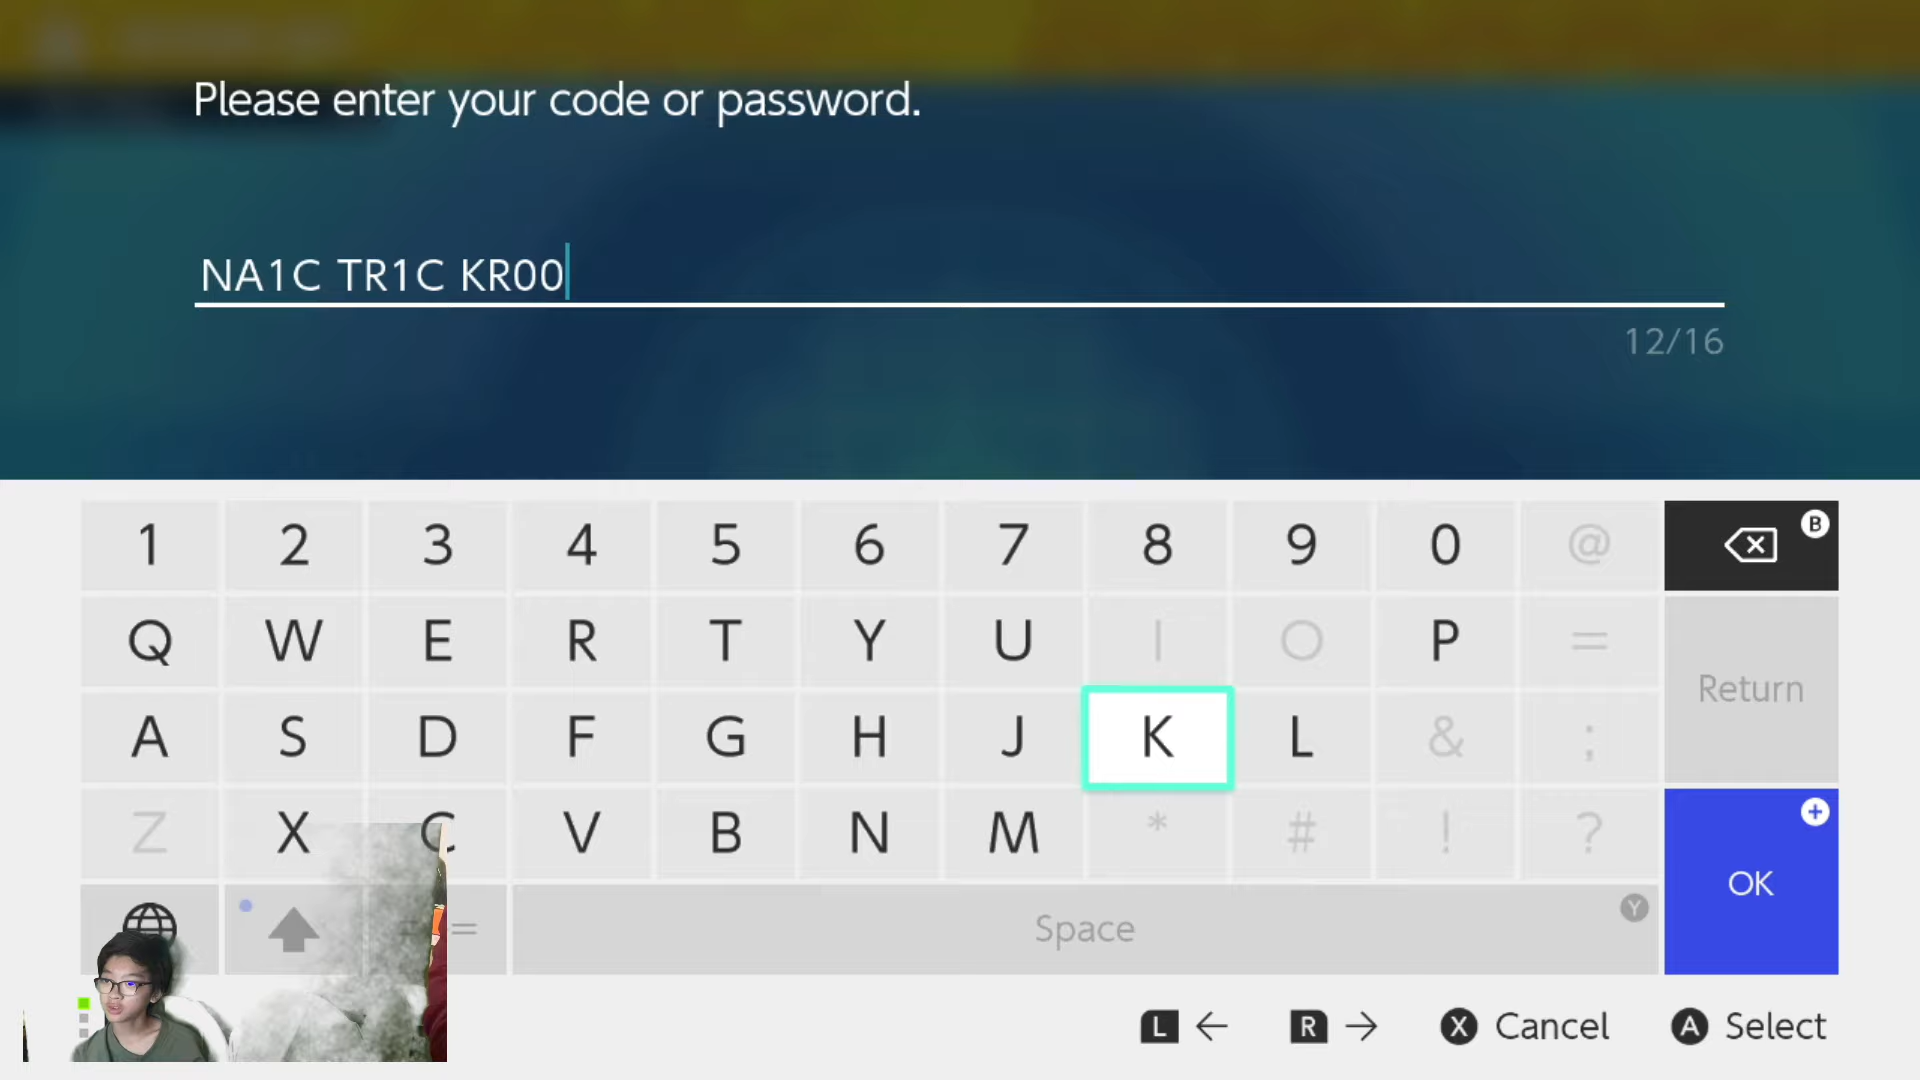 Please enter your code or password.
NA1C TR1C KR00
12/16
1 2 3 4 5 6 7 8 9 0 @ B
Q W E R T Y U I O P =
Return
A S D F G H J K L & ;
Z X C V B N M * # ! ? +
OK
Space Y
L ← R → X Cancel A Select